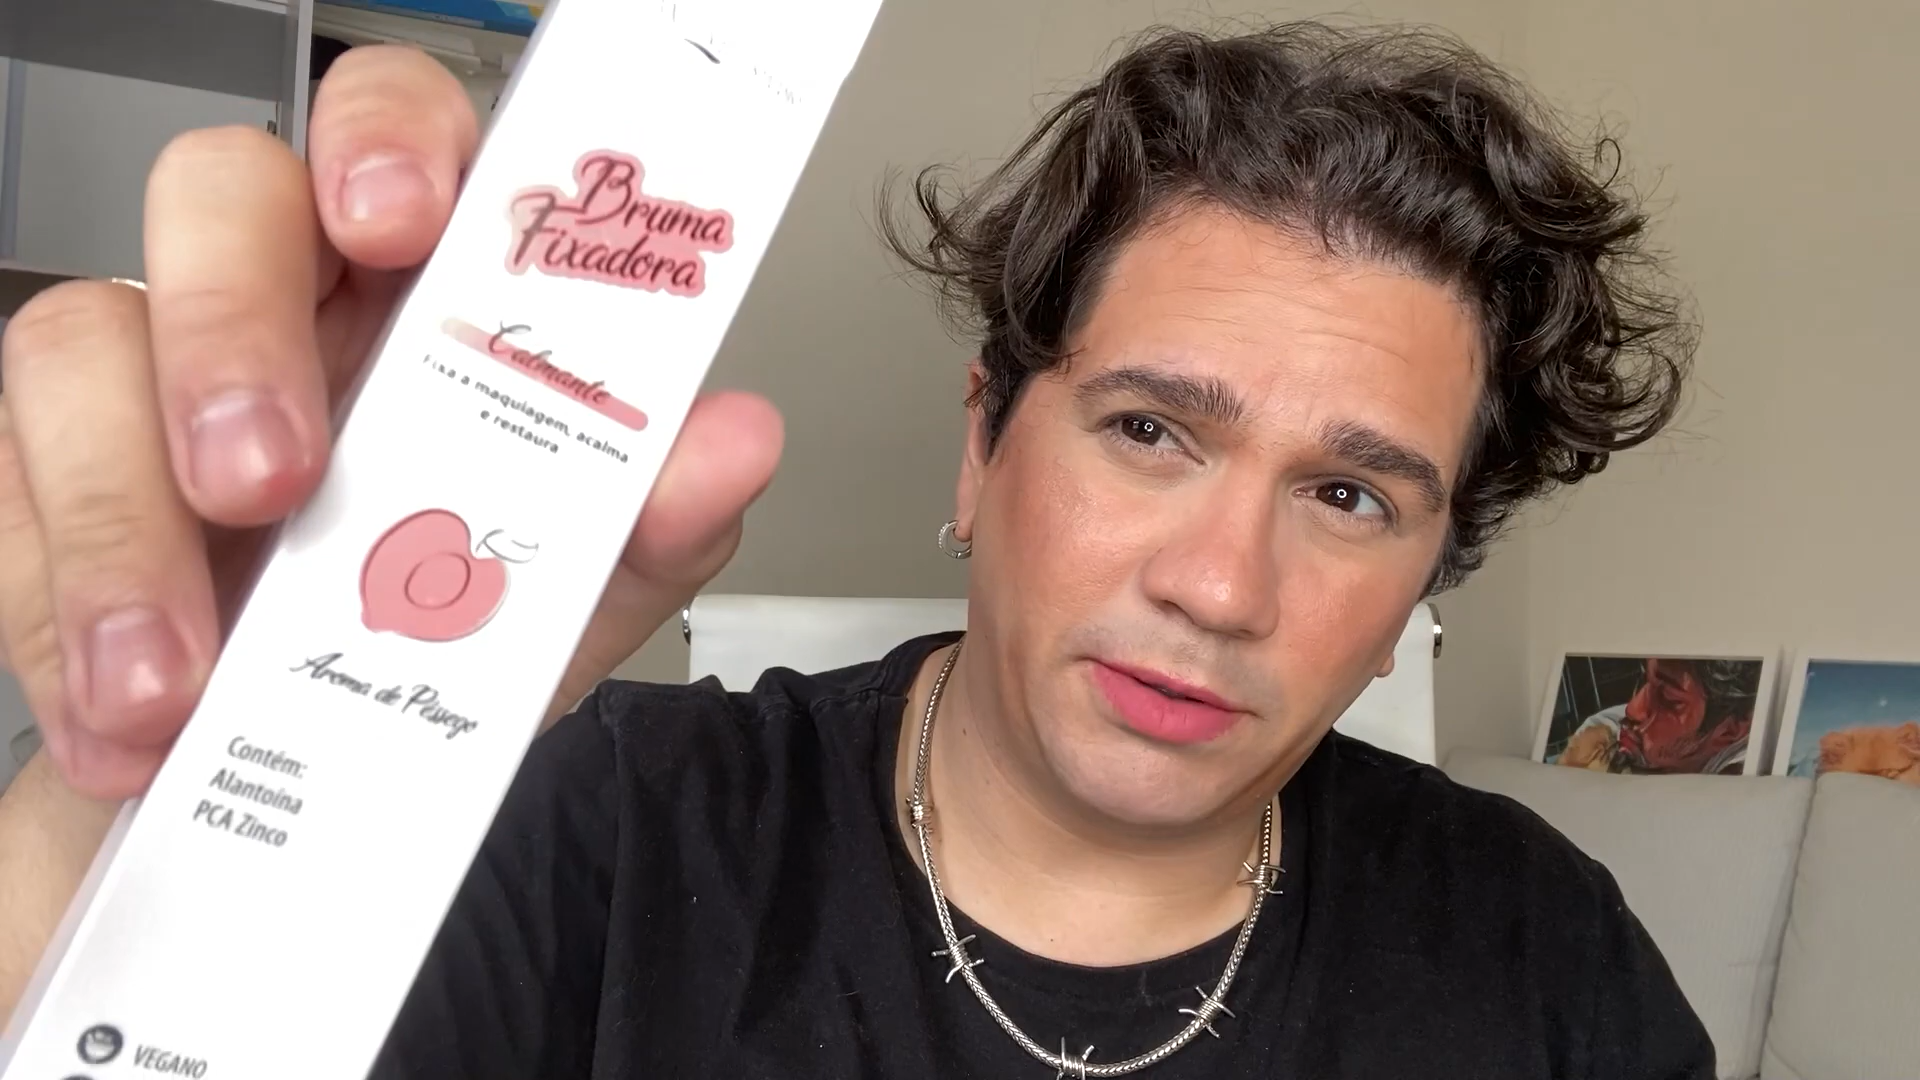 Bruma
Fixadora
Calmante
Fixa a maquiagem, acalma
e restaura
Aroma de Pêssego
Contém:
Alantoína
PCA Zinco
VEGANO